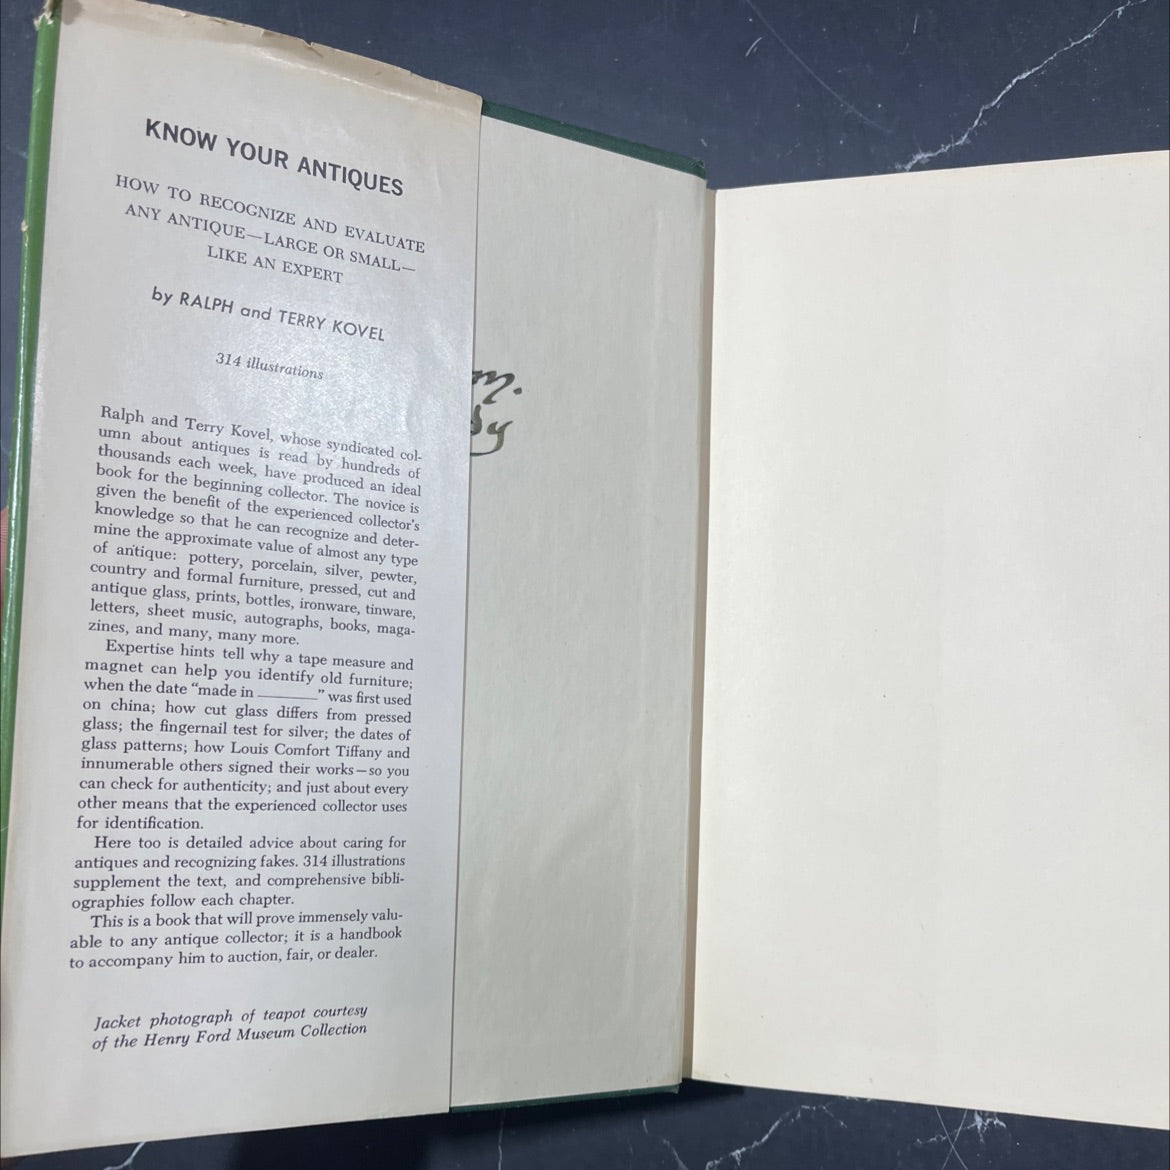 KNOW YOUR ANTIQUES
HOW TO RECOGNIZE AND EVALUATE
ANY ANTIQUE—LARGE OR SMALL—
LIKE AN EXPERT
by RALPH and TERRY KOVEL
314 illustrations
Ralph and Terry Kovel, whose syndicated col-
umn about antiques is read by hundreds of
thousands each week, have produced an ideal
book for the beginning collector. The novice is
given the benefit of the experienced collector's
knowledge so that he can recognize and deter-
mine the approximate value of almost any type
of antique: pottery, porcelain, silver, pewter,
country and formal furniture, pressed, cut and
antique glass, prints, bottles, ironware, tinware,
letters, sheet music, autographs, books, maga-
zines, and many, many more.
Expertise hints tell why a tape measure and
magnet can help you identify old furniture;
when the date "made in ________" was first used
on china; how cut glass differs from pressed
glass; the fingernail test for silver; the dates of
glass patterns; how Louis Comfort Tiffany and
innumerable others signed their works—so you
can check for authenticity; and just about every
other means that the experienced collector uses
for identification.
Here too is detailed advice about caring for
antiques and recognizing fakes. 314 illustrations
supplement the text, and comprehensive bibli-
ographies follow each chapter.
This is a book that will prove immensely valu-
able to any antique collector; it is a handbook
to accompany him to auction, fair, or dealer.
Jacket photograph of teapot courtesy
of the Henry Ford Museum Collection